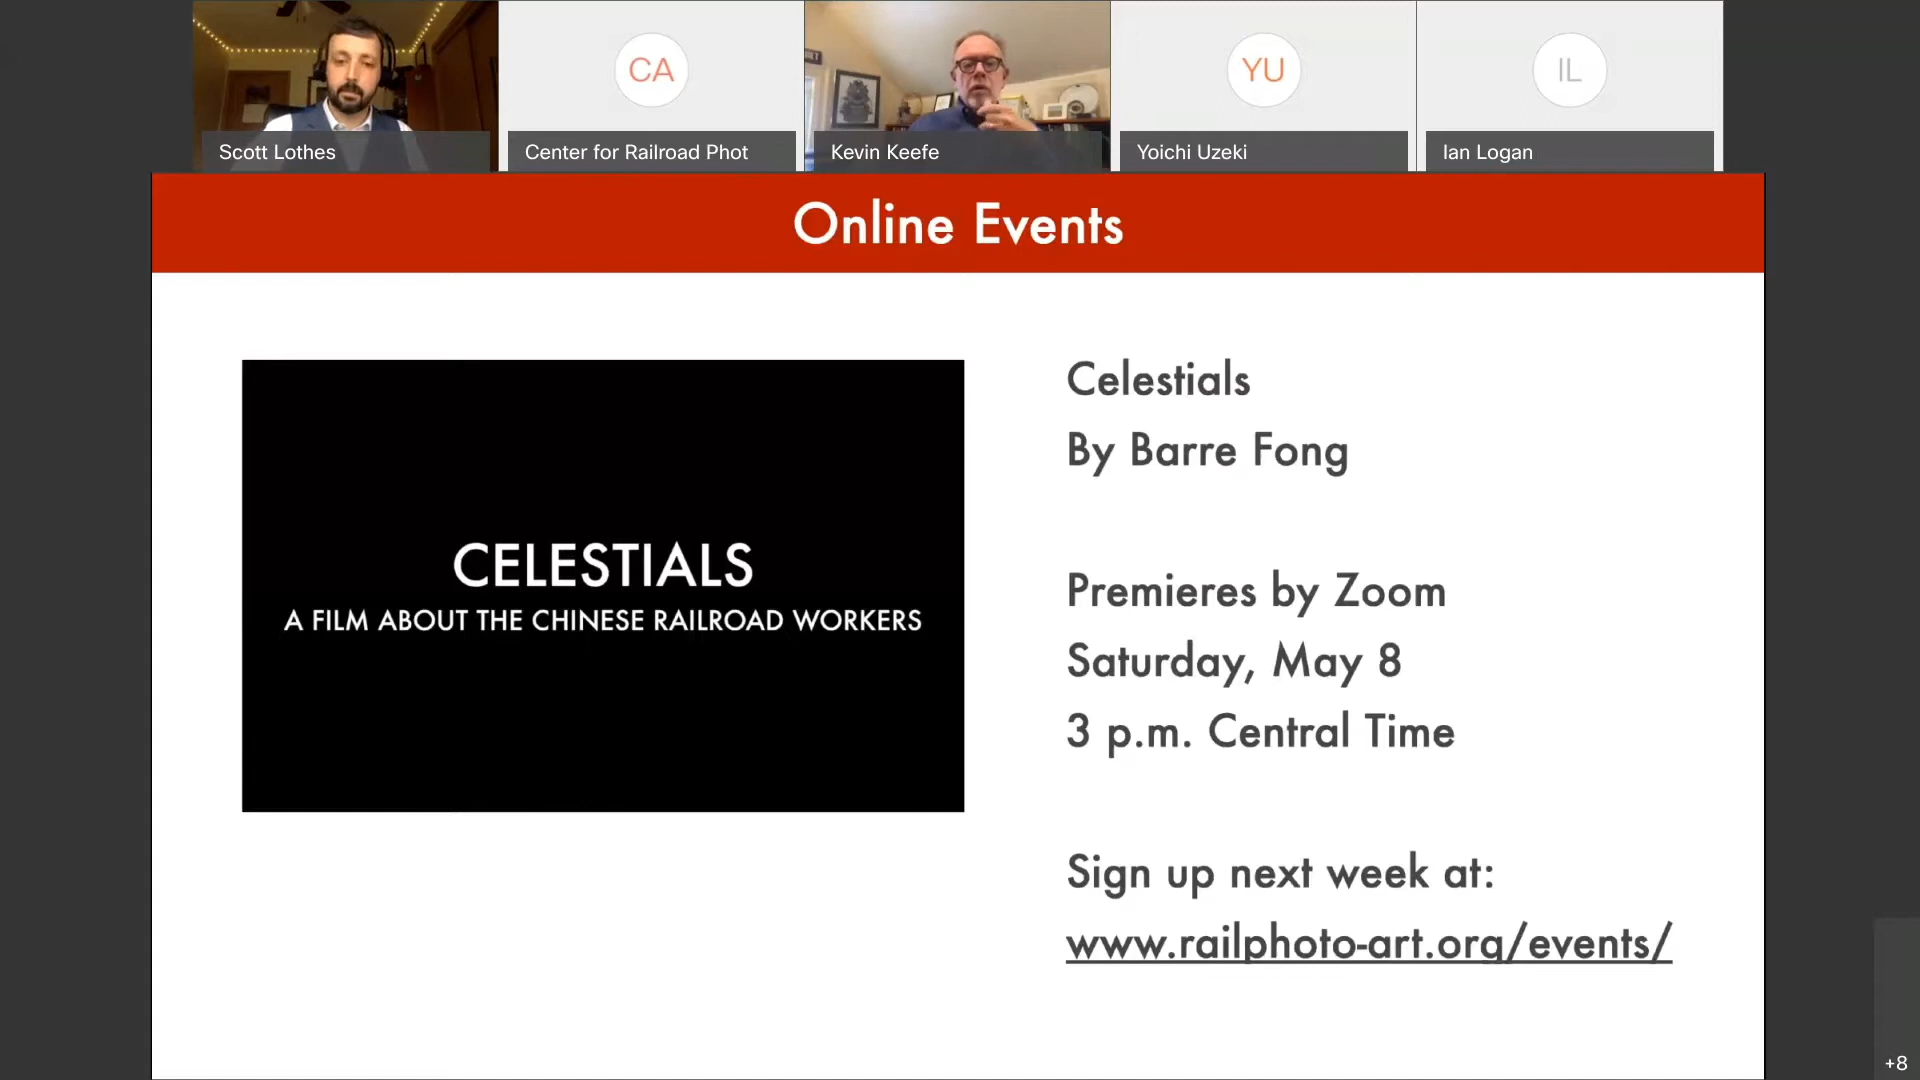 CA
YU
IL
Scott Lothes
Center for Railroad Phot
Kevin Keefe
Yoichi Uzeki
Ian Logan
Online Events
CELESTIALS
A FILM ABOUT THE CHINESE RAILROAD WORKERS
Celestials
By Barre Fong
Premieres by Zoom
Saturday, May 8
3 p.m. Central Time
Sign up next week at:
www.railphoto-art.org/events/
+8